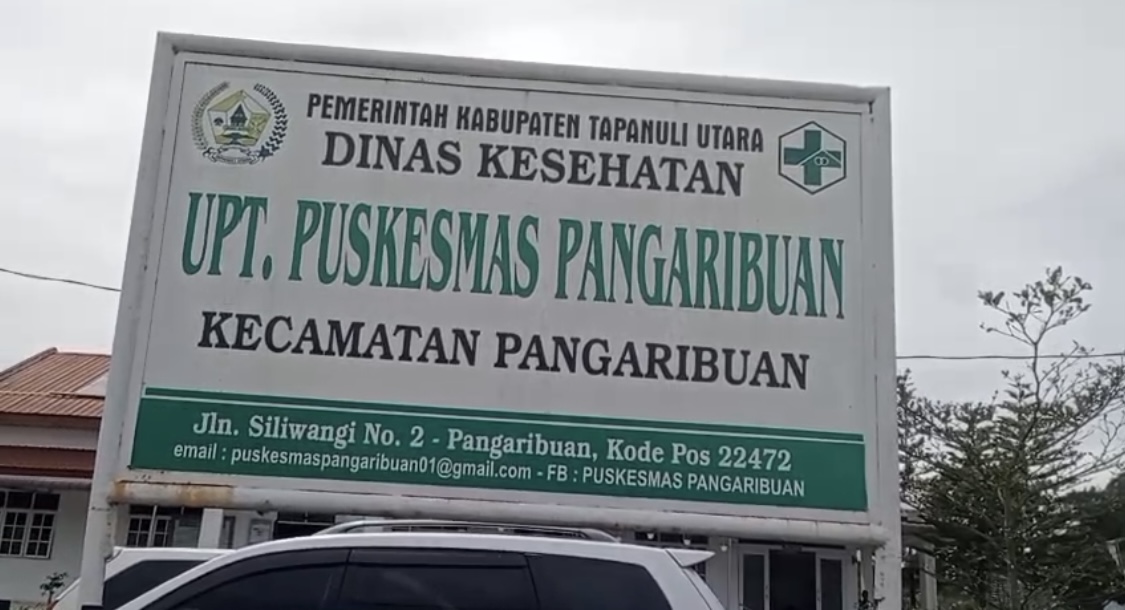 PEMERINTAH KABUPATEN TAPANULI UTARA
DINAS KESEHATAN
UPT. PUSKESMAS PANGARIBUAN
KECAMATAN PANGARIBUAN
Jln. Siliwangi No. 2 - Pangaribuan, Kode Pos 22472
email : puskesmaspangaribuan01@gmail.com - FB : PUSKESMAS PANGARIBUAN